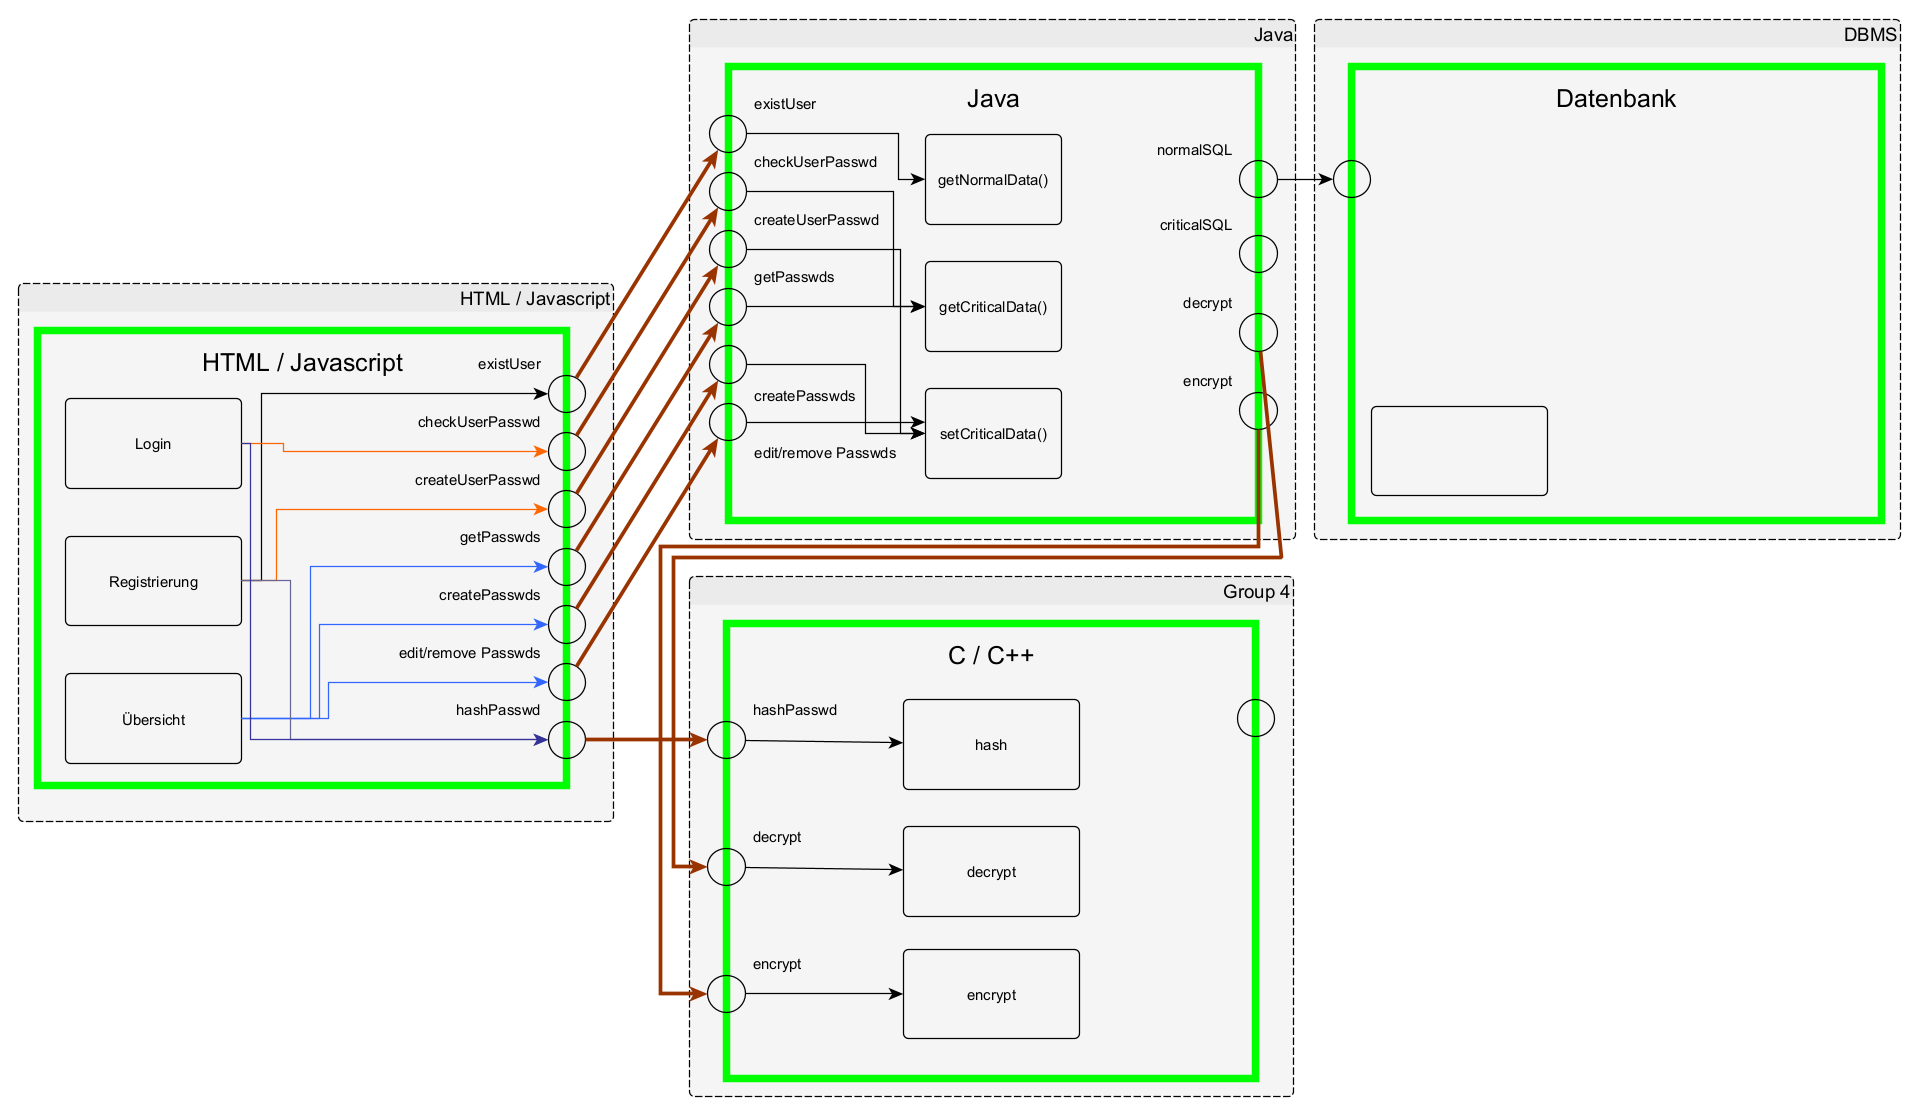 HTML / Javascript
HTML / Javascript
existUser
checkUserPasswd
createUserPasswd
getPasswds
createPasswds
edit/remove Passwds
hashPasswd
Login
Registrierung
Übersicht
Java
Java
existUser
checkUserPasswd
createUserPasswd
getPasswds
createPasswds
edit/remove Passwds
getNormalData()
getCriticalData()
setCriticalData()
normalSQL
criticalSQL
decrypt
encrypt
DBMS
Datenbank
Group 4
C / C++
hashPasswd
hash
decrypt
decrypt
encrypt
encrypt